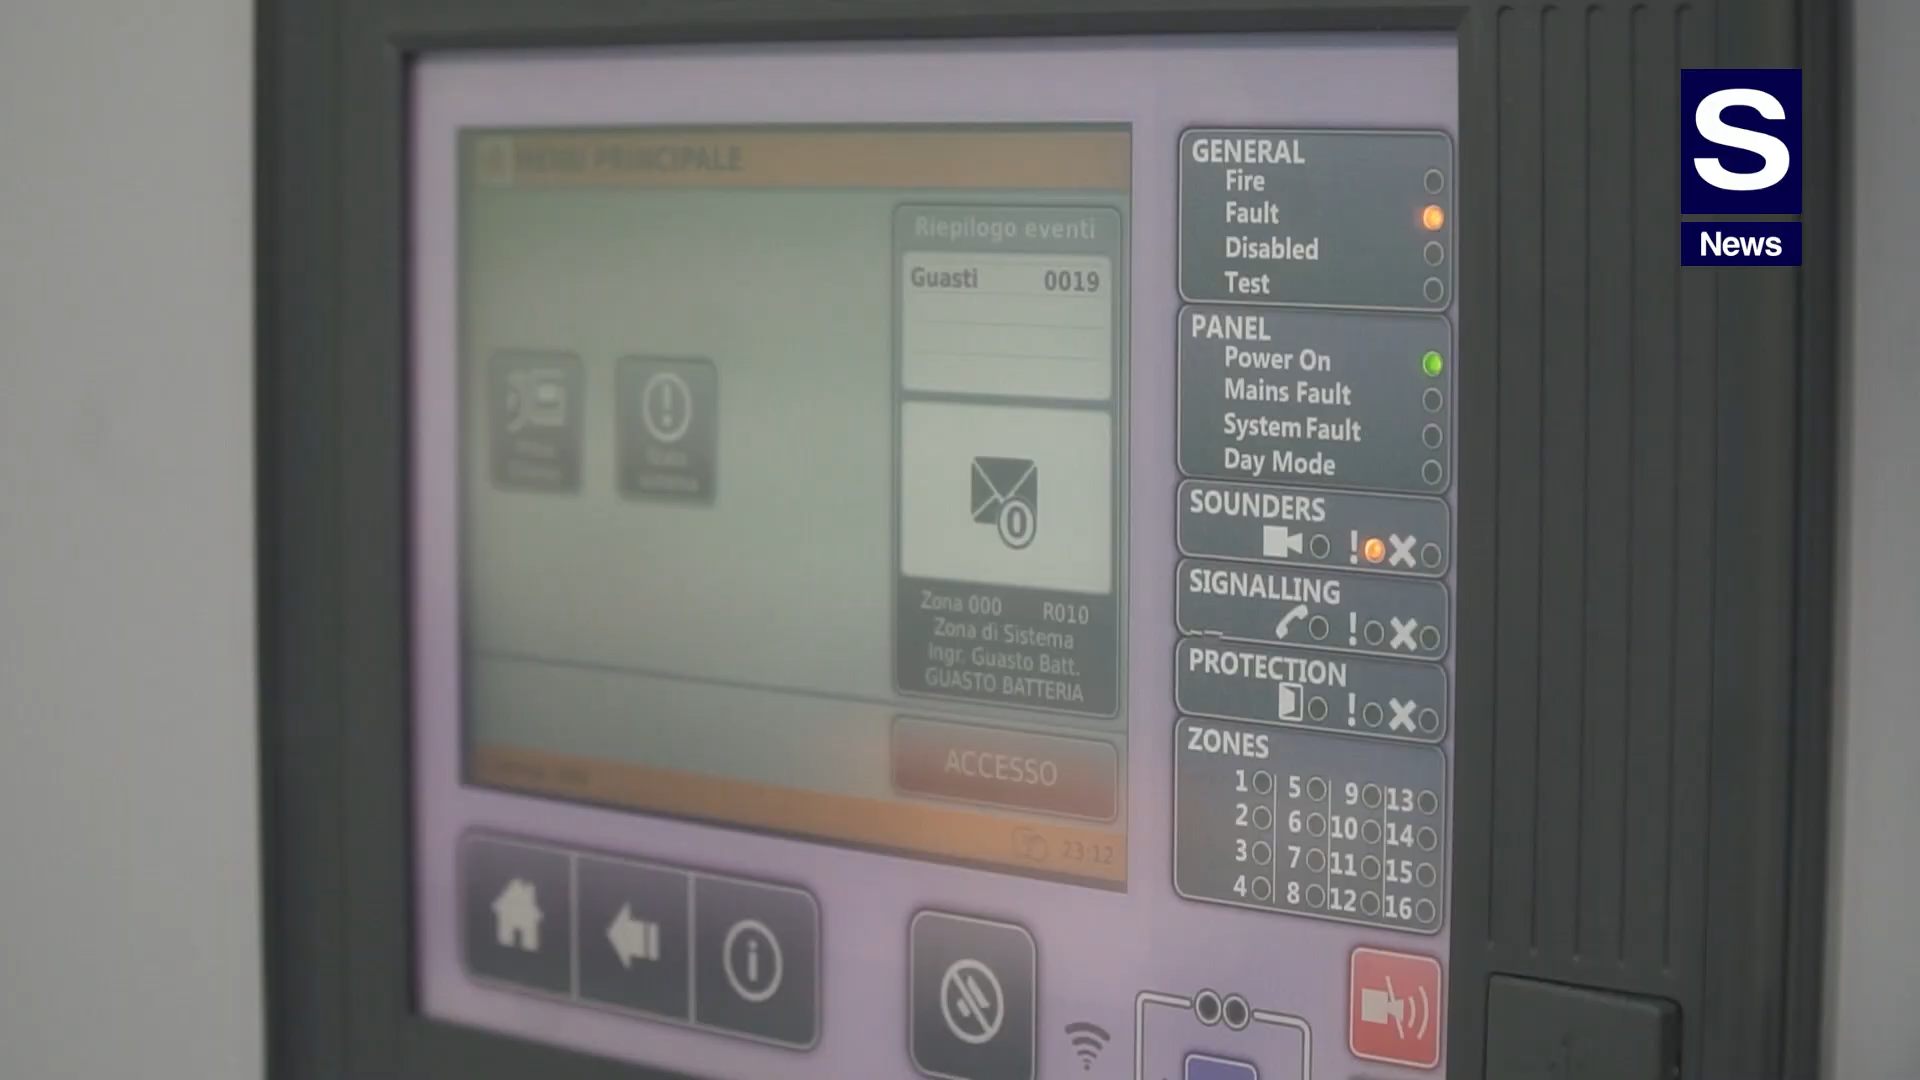 MENU PRINCIPALE
Riepilogo eventi
Guasti 0019
0
Zona 000 R010
Zona di Sistema
Ingr. Guasto Batt.
GUASTO BATTERIA
ACCESSO
23:12
GENERAL
Fire
Fault
Disabled
Test
PANEL
Power On
Mains Fault
System Fault
Day Mode
SOUNDERS
!
SIGNALLING
!
PROTECTION
!
ZONES
1 5 9 13
2 6 10 14
3 7 11 15
4 8 12 16
S
News